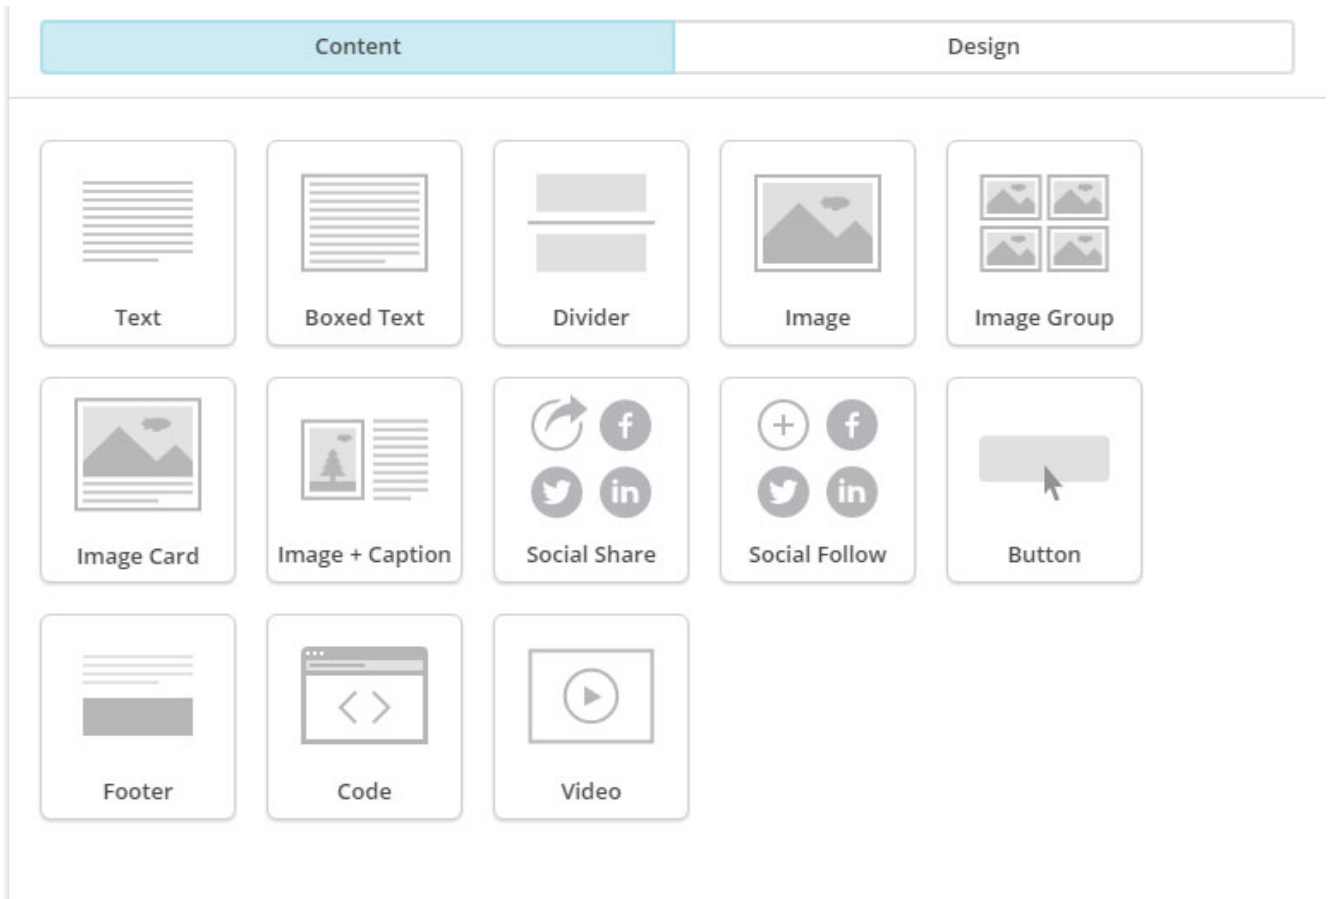 Content
Design
Text
Boxed Text
Divider
Image
Image Group
Image Card
Image + Caption
Social Share
Social Follow
Button
Footer
Code
Video